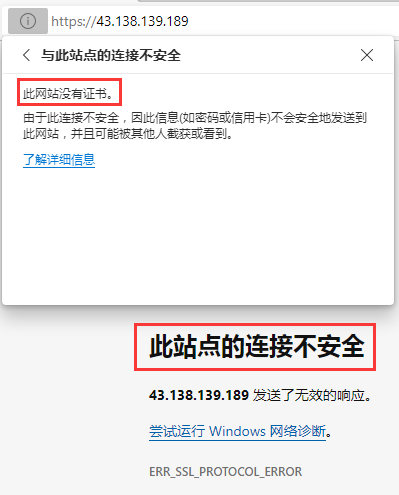 https://43.138.139.189
与此站点的连接不安全
此网站没有证书。
由于此连接不安全，因此信息(如密码或信用卡)不会安全地发送到
此网站，并且可能被其他人截获或看到。
了解详细信息
此站点的连接不安全
43.138.139.189 发送了无效的响应。
尝试运行 Windows 网络诊断。
ERR_SSL_PROTOCOL_ERROR